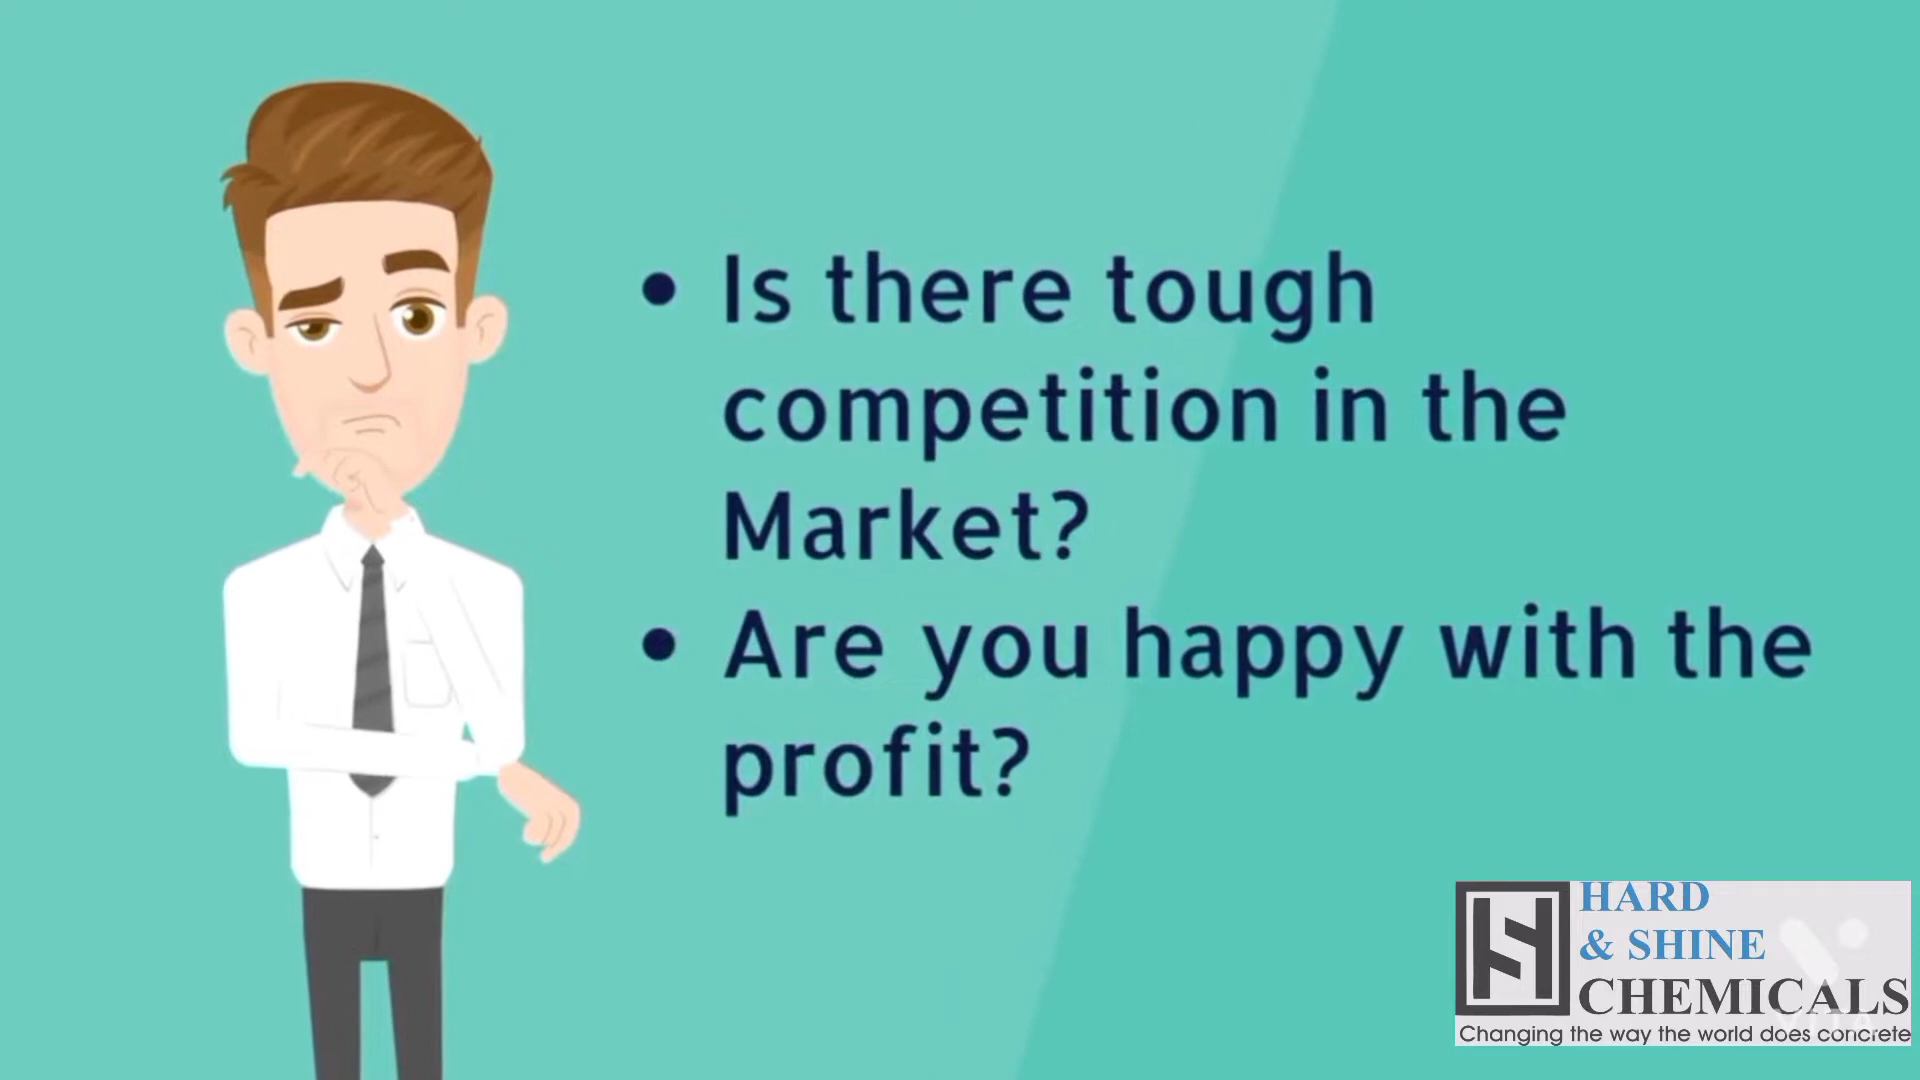 • Is there tough
competition in the
Market?
• Are you happy with the
profit?
HARD
& SHINE
CHEMICALS
Changing the way the world does concrete